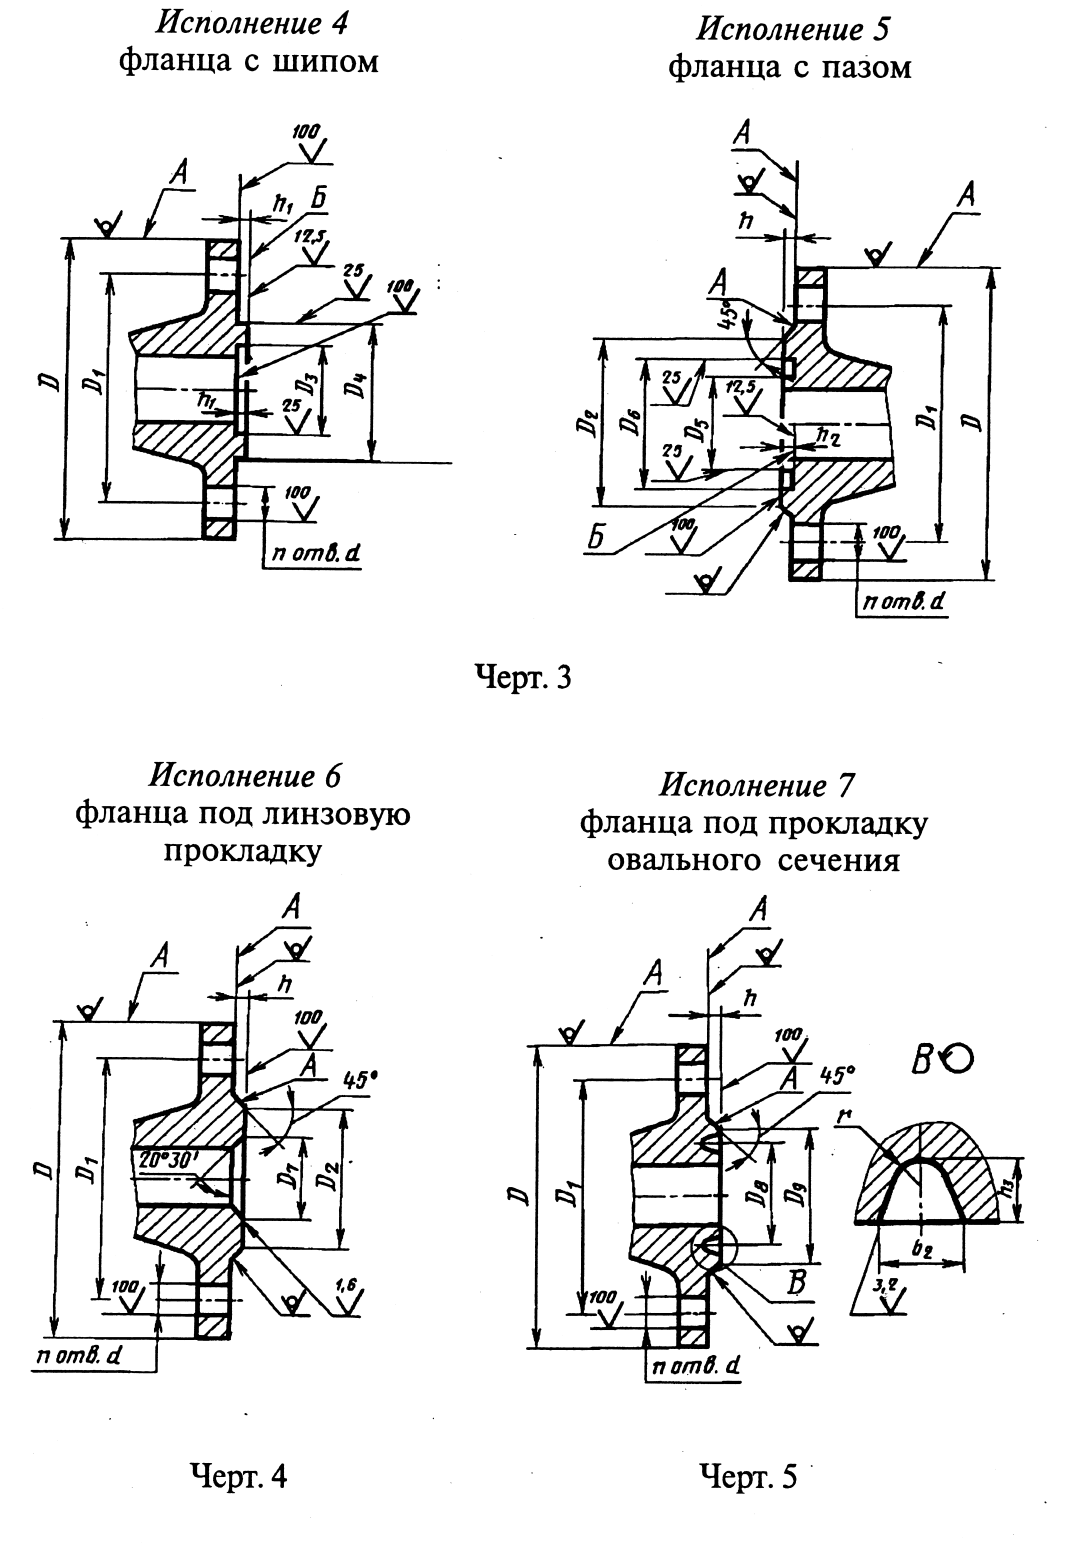 Исполнение 4
фланца с шипом
Исполнение 5
фланца с пазом
100
A
h1
Б
12,5
25
100
D
D1
D3
D4
h1
25
100
n отв. d
A
A
h
A
45°
D2
D6
25
12,5
D5
h2
25
D1
D
Б
100
100
n отв. d
Черт. 3
Исполнение 6
фланца под линзовую
прокладку
Исполнение 7
фланца под прокладку
овального сечения
A
A
h
100
A
45°
D
D1
20°30'
D7
D2
100
1,6
n отв. d
A
A
h
100
A
45°
В
r
D
D1
D8
D9
h3
b2
100
В
3,2
n отв. d
Черт. 4
Черт. 5